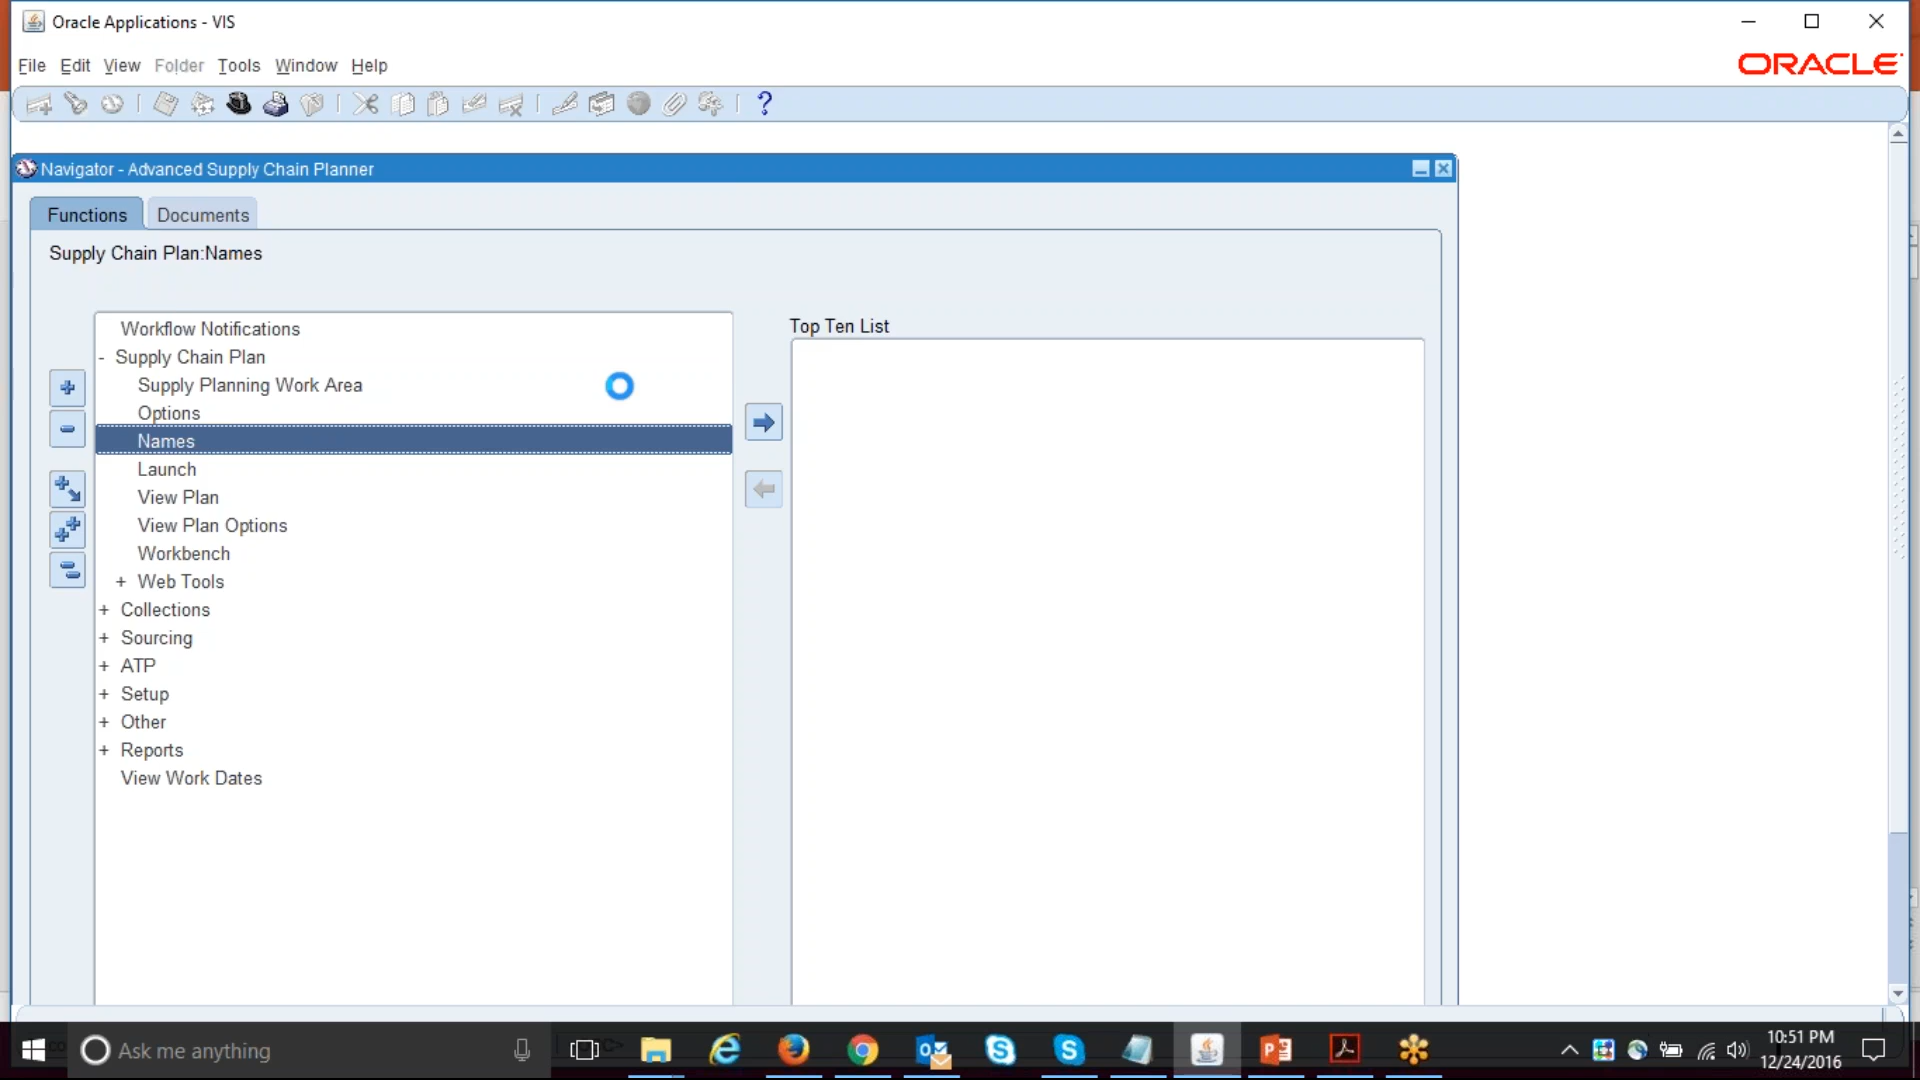 Oracle Applications - VIS
File Edit View Folder Tools Window Help
ORACLE
Navigator - Advanced Supply Chain Planner
Functions Documents
Supply Chain Plan:Names
Workflow Notifications
- Supply Chain Plan
Supply Planning Work Area
Options
Names
Launch
View Plan
View Plan Options
Workbench
+ Web Tools
+ Collections
+ Sourcing
+ ATP
+ Setup
+ Other
+ Reports
View Work Dates
Top Ten List
Ask me anything
10:51 PM
12/24/2016